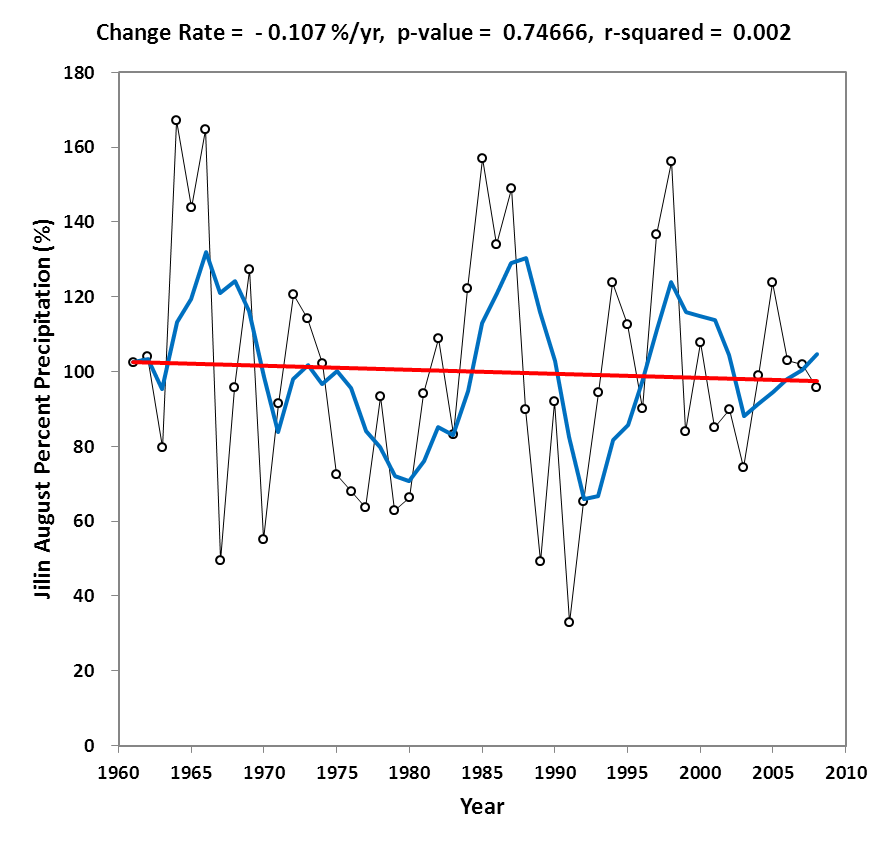 Change Rate = - 0.107 %/yr, p-value = 0.74666, r-squared = 0.002
Jilin August Percent Precipitation (%)
180
160
140
120
100
80
60
40
20
0
1960 1965 1970 1975 1980 1985 1990 1995 2000 2005 2010
Year